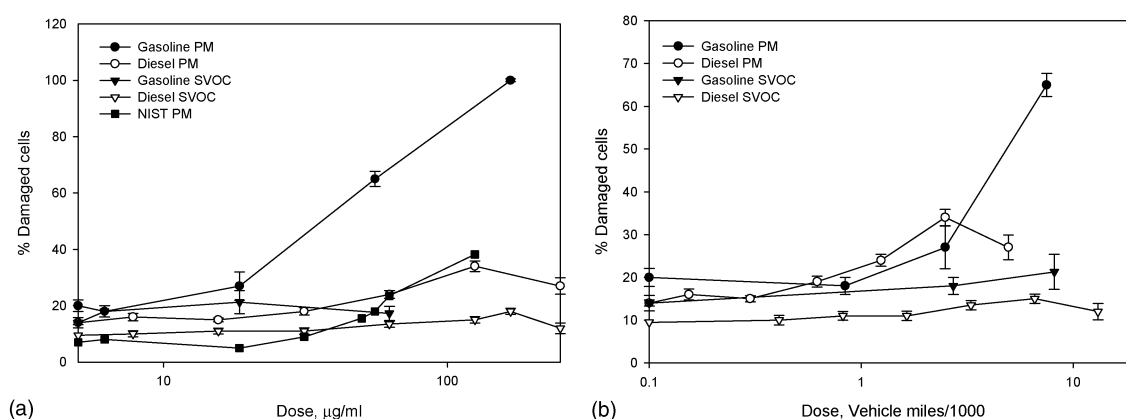 120
100
80
60
40
20
0
% Damaged cells
Gasoline PM
Diesel PM
Gasoline SVOC
Diesel SVOC
NIST PM
10
100
Dose, μg/ml
(a)
80
70
60
50
40
30
20
10
0
% Damaged cells
Gasoline PM
Diesel PM
Gasoline SVOC
Diesel SVOC
0.1
1
10
Dose, Vehicle miles/1000
(b)